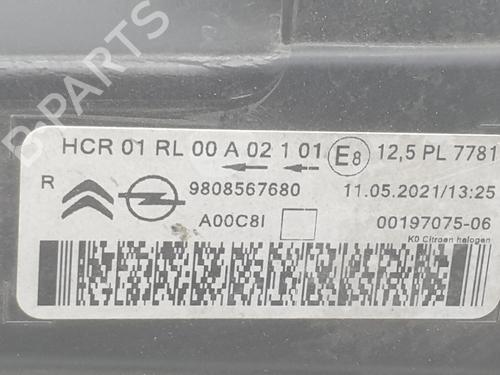 B-PARTS
HCR 01 RL 00 A 02 1 01 E8 12,5 PL 7781
R 9808567680 11.05.2021/13:25
A00C8I 00197075-06
K0 Citroen halogen